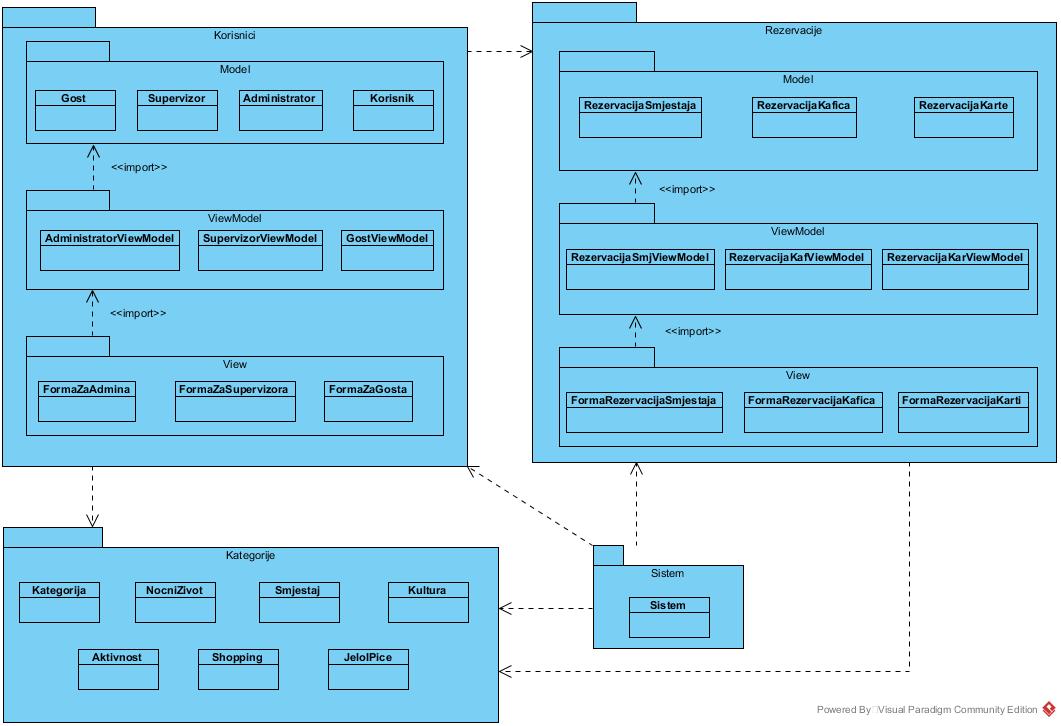 Korisnici
Model
Gost
Supervizor
Administrator
Korisnik
<<import>>
ViewModel
AdministratorViewModel
SupervizorViewModel
GostViewModel
<<import>>
View
FormaZaAdmina
FormaZaSupervizora
FormaZaGosta
Rezervacije
Model
RezervacijaSmjestaja
RezervacijaKafica
RezervacijaKarte
<<import>>
ViewModel
RezervacijaSmjViewModel
RezervacijaKafViewModel
RezervacijaKarViewModel
<<import>>
View
FormaRezervacijaSmjestaja
FormaRezervacijaKafica
FormaRezervacijaKarti
Kategorije
Kategorija
NocniZivot
Smjestaj
Kultura
Aktivnost
Shopping
JeloIPice
Sistem
Sistem
Powered By Visual Paradigm Community Edition